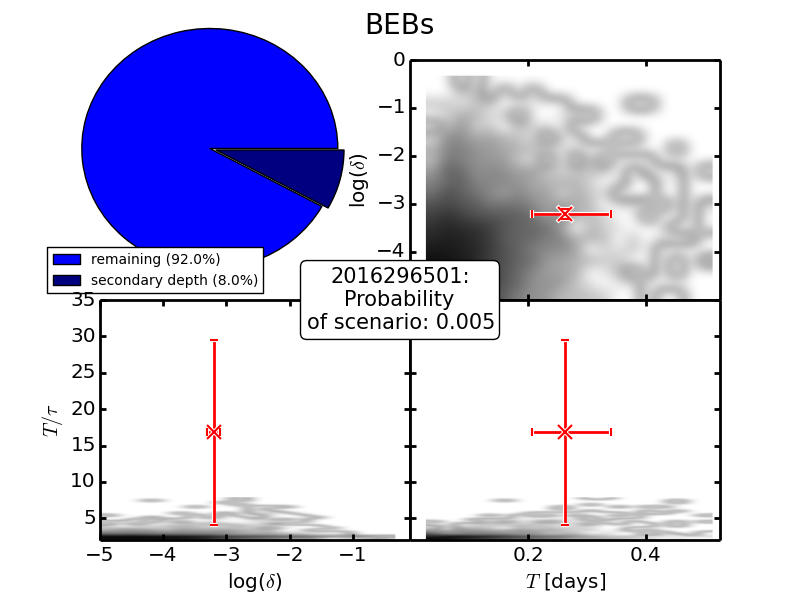 BEBs
remaining (92.0%)
secondary depth (8.0%)
0
−1
−2
−3
−4
log(δ)
2016296501:
Probability
of scenario: 0.005
35
30
25
20
15
10
5
T/τ
−5 −4 −3 −2 −1
log(δ)
0.2 0.4
T [days]